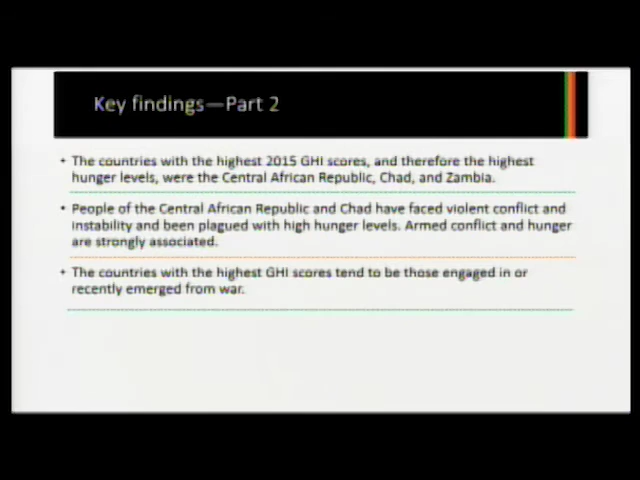 Key findings—Part 2
• The countries with the highest 2015 GHI scores, and therefore the highest
hunger levels, were the Central African Republic, Chad, and Zambia.
• People of the Central African Republic and Chad have faced violent conflict and
instability and been plagued with high hunger levels. Armed conflict and hunger
are strongly associated.
• The countries with the highest GHI scores tend to be those engaged in or
recently emerged from war.